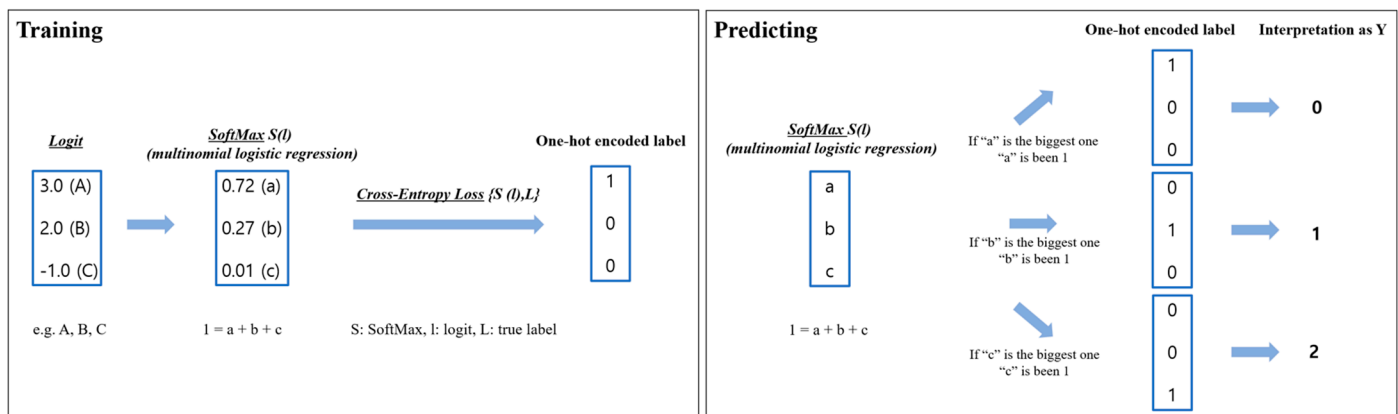 Training
Logit
3.0 (A)
2.0 (B)
-1.0 (C)
e.g. A, B, C
SoftMax S(l)
(multinomial logistic regression)
0.72 (a)
0.27 (b)
0.01 (c)
1 = a + b + c
Cross-Entropy Loss {S (l),L}
S: SoftMax, l: logit, L: true label
One-hot encoded label
1
0
0
Predicting
SoftMax S(l)
(multinomial logistic regression)
a
b
c
1 = a + b + c
If “a” is the biggest one
“a” is been 1
If “b” is the biggest one
“b” is been 1
If “c” is the biggest one
“c” is been 1
One-hot encoded label
1
0
0
0
1
0
0
0
1
Interpretation as Y
0
1
2